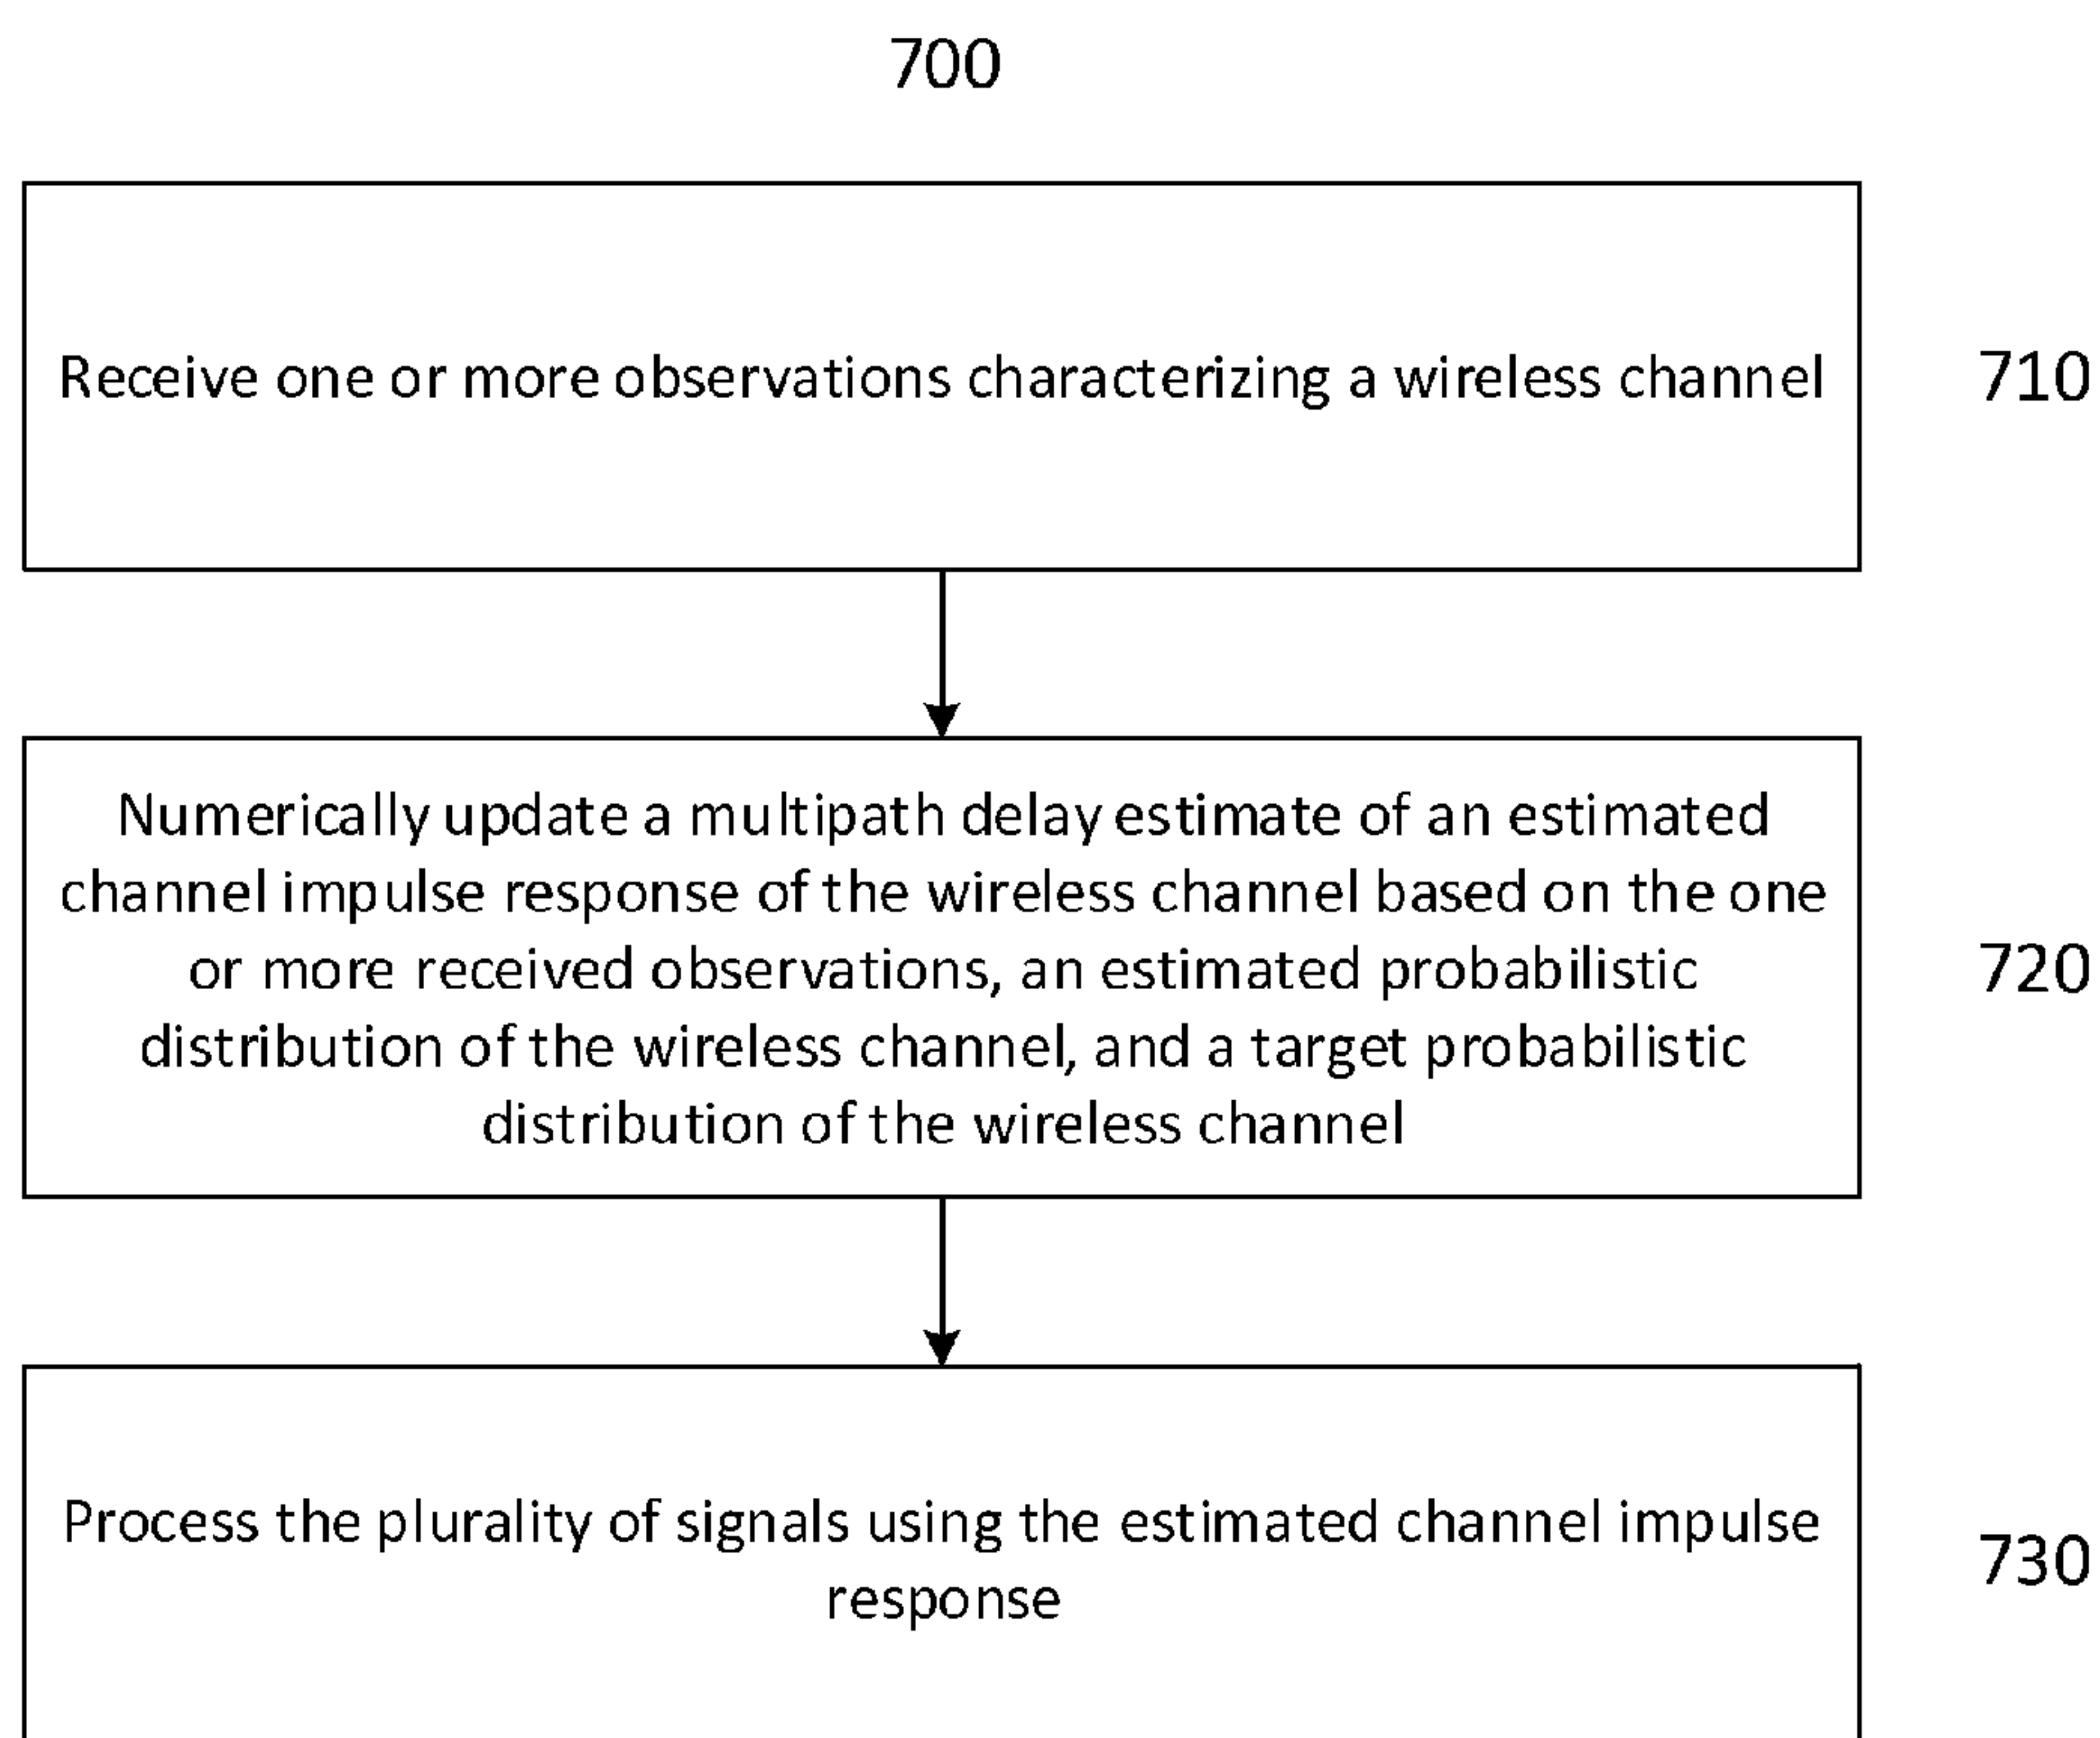 700
Receive one or more observations characterizing a wireless channel
710
Numerically update a multipath delay estimate of an estimated
channel impulse response of the wireless channel based on the one
or more received observations, an estimated probabilistic
distribution of the wireless channel, and a target probabilistic
distribution of the wireless channel
720
Process the plurality of signals using the estimated channel impulse
response
730